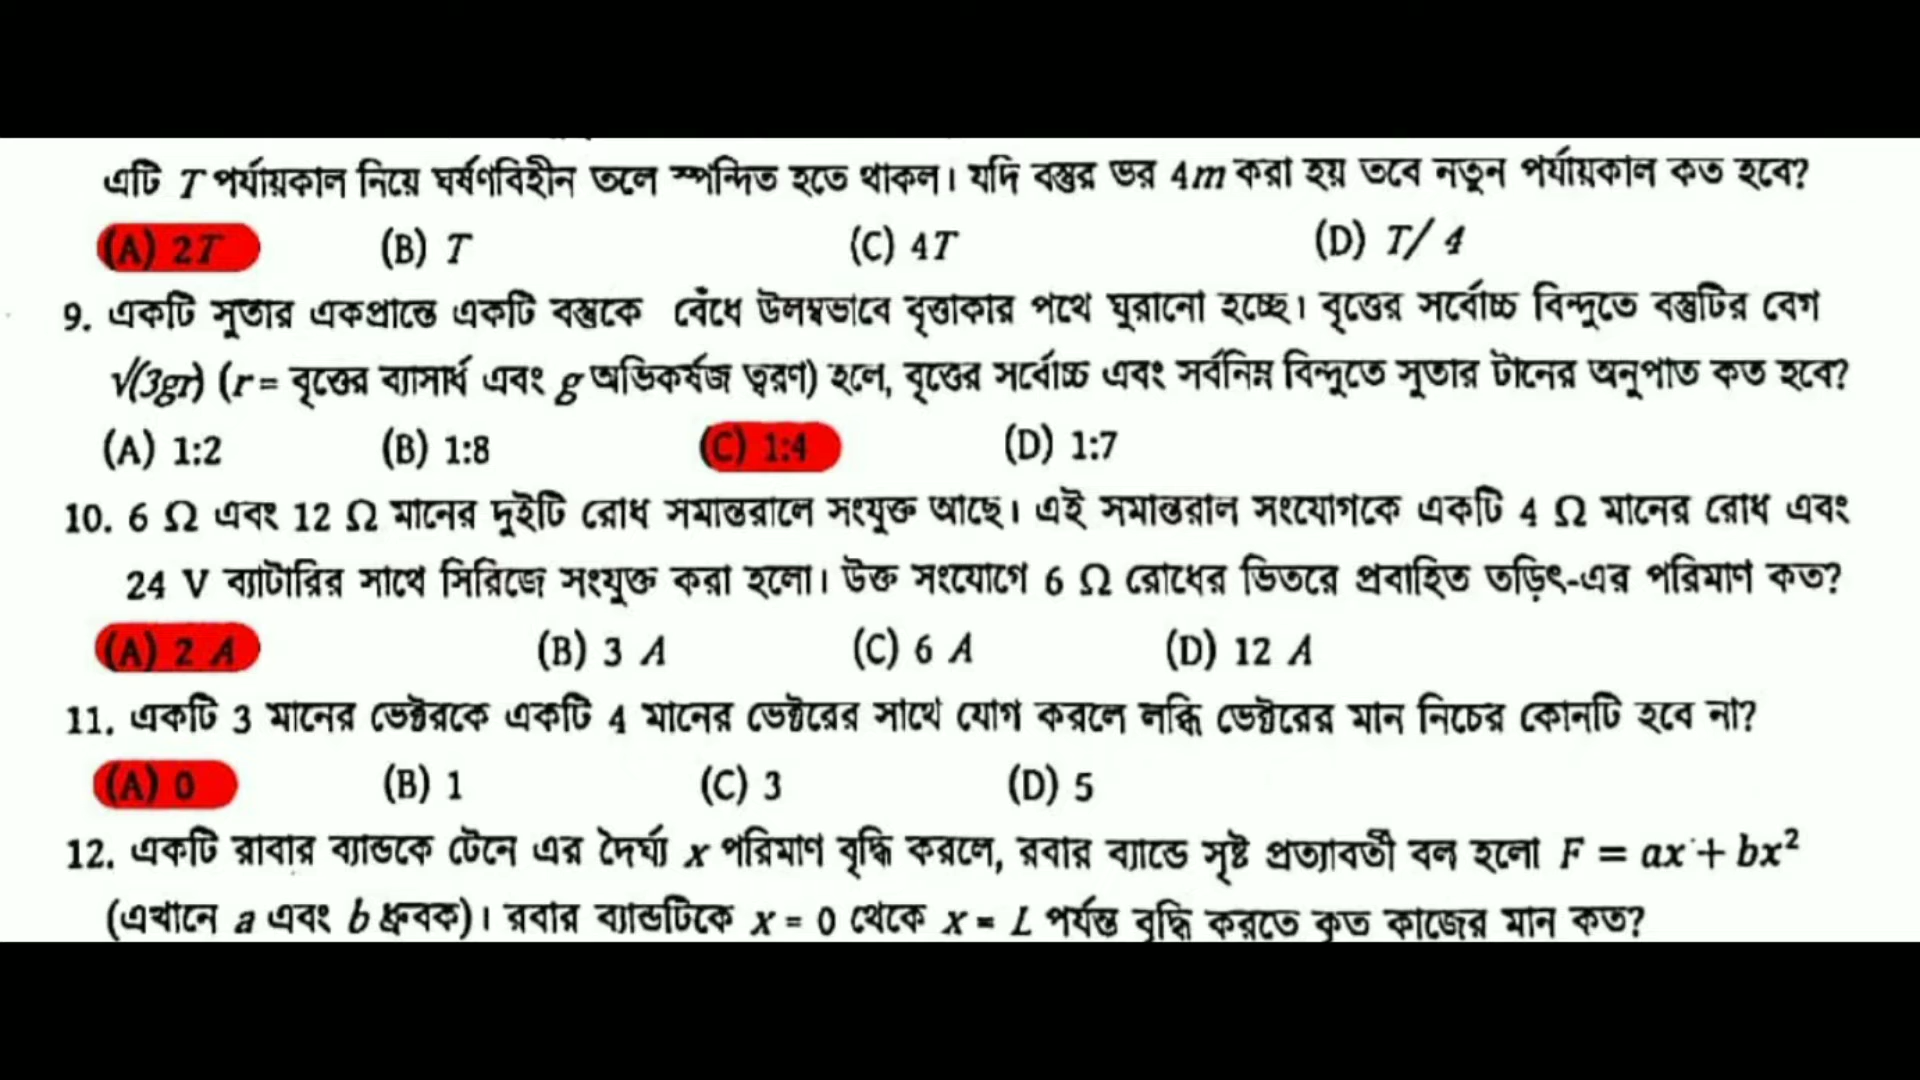 এটি T পর্যায়কাল নিয়ে ঘর্ষণবিহীন তলে স্পন্দিত হতে থাকল। যদি বস্তুর ভর 4m করা হয় তবে নতুন পর্যায়কাল কত হবে?
(A) 2T (B) T (C) 4T (D) T/ 4
9. একটি সুতার একপ্রান্তে একটি বস্তুকে বেঁধে উলম্বভাবে বৃত্তাকার পথে ঘুরানো হচ্ছে। বৃত্তের সর্বোচ্চ বিন্দুতে বস্তুটির বেগ
√(3gr) (r = বৃত্তের ব্যাসার্ধ এবং g অভিকর্ষজ ত্বরণ) হলে, বৃত্তের সর্বোচ্চ এবং সর্বনিম্ন বিন্দুতে সুতার টানের অনুপাত কত হবে?
(A) 1:2 (B) 1:8 (C) 1:4 (D) 1:7
10. 6 Ω এবং 12 Ω মানের দুইটি রোধ সমান্তরালে সংযুক্ত আছে। এই সমান্তরাল সংযোগকে একটি 4 Ω মানের রোধ এবং
24 V ব্যাটারির সাথে সিরিজে সংযুক্ত করা হলো। উক্ত সংযোগে 6 Ω রোধের ভিতরে প্রবাহিত তড়িৎ-এর পরিমাণ কত?
(A) 2 A (B) 3 A (C) 6 A (D) 12 A
11. একটি 3 মানের ভেক্টরকে একটি 4 মানের ভেক্টরের সাথে যোগ করলে লব্ধি ভেক্টরের মান নিচের কোনটি হবে না?
(A) 0 (B) 1 (C) 3 (D) 5
12. একটি রাবার ব্যান্ডকে টেনে এর দৈর্ঘ্য x পরিমাণ বৃদ্ধি করলে, রবার ব্যান্ডে সৃষ্ট প্রত্যাবর্তী বল হলো F = ax + bx²
(এখানে a এবং b ধ্রুবক)। রবার ব্যান্ডটিকে x = 0 থেকে x = L পর্যন্ত বৃদ্ধি করতে কৃত কাজের মান কত?